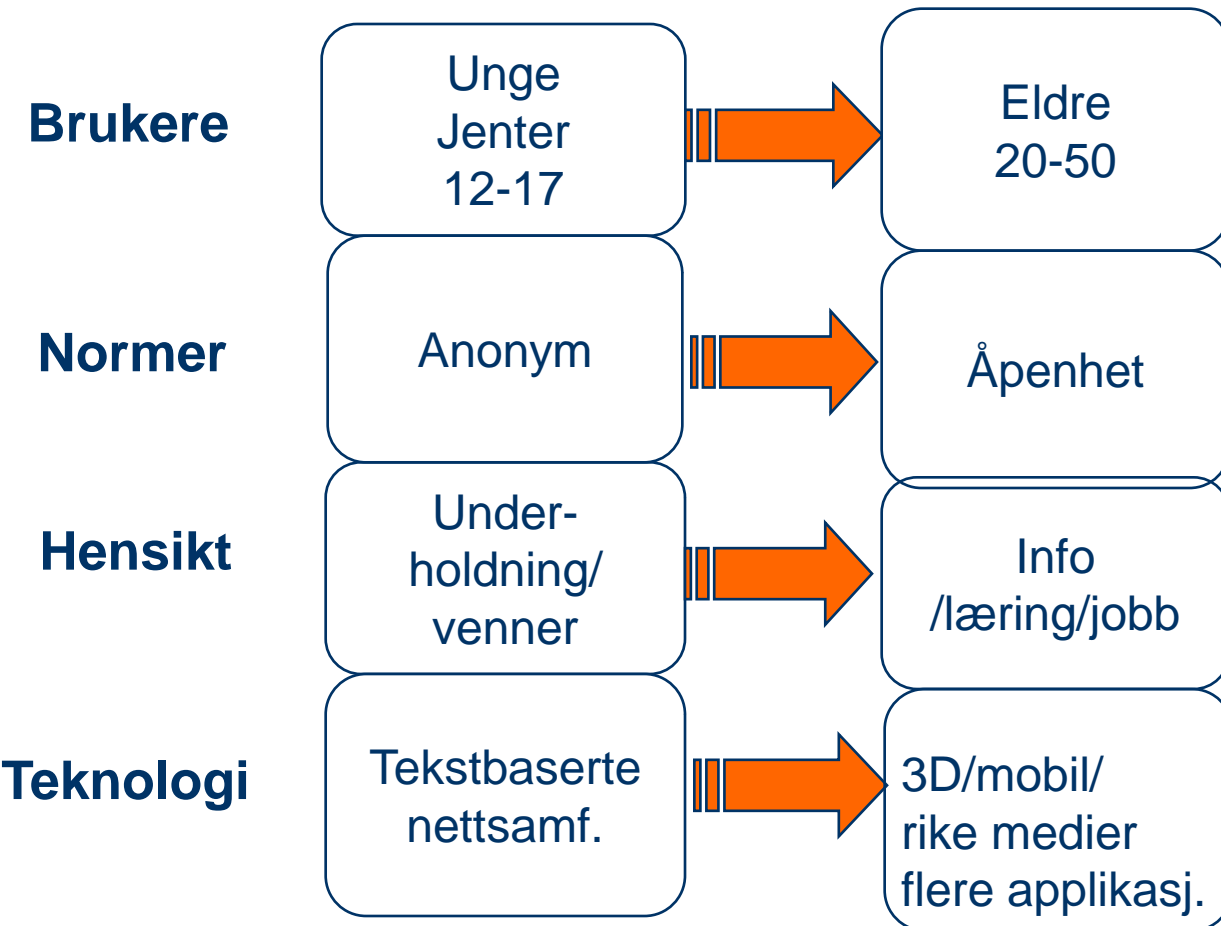 Brukere
Unge
Jenter
12-17
Eldre
20-50
Normer
Anonym
Åpenhet
Hensikt
Under-
holdning/
venner
Info
/læring/jobb
Teknologi
Tekstbaserte
nettsamf.
3D/mobil/
rike medier
flere applikasj.